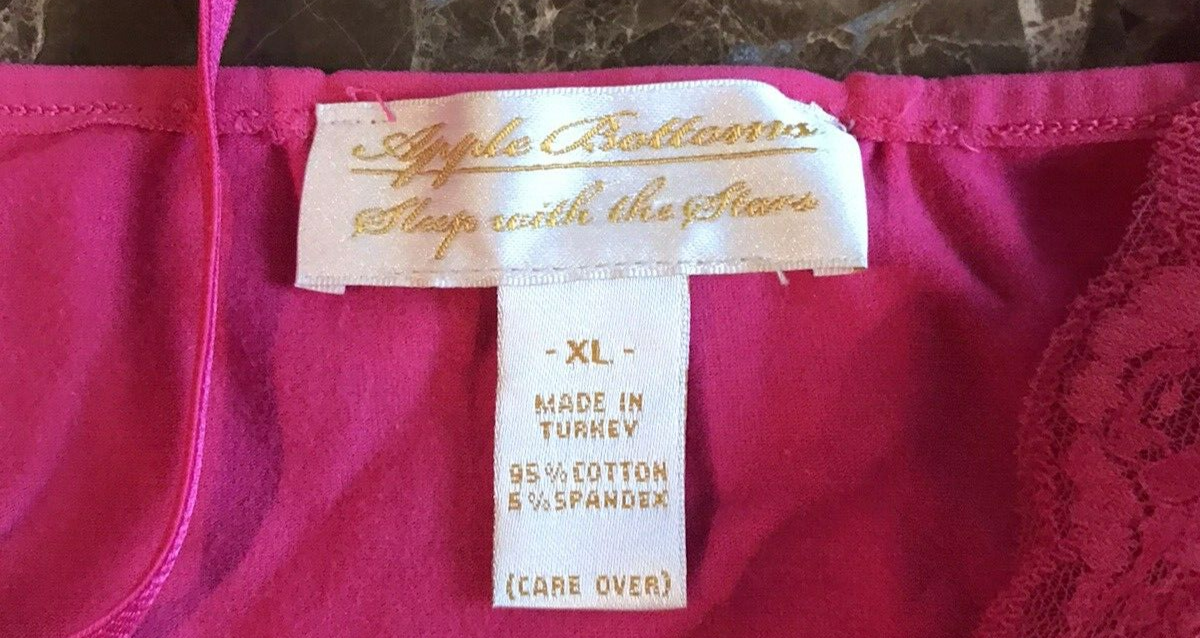 Apple Bottoms
Sleep with the Stars
- XL -
MADE IN
TURKEY
95% COTTON
5% SPANDEX
(CARE OVER)